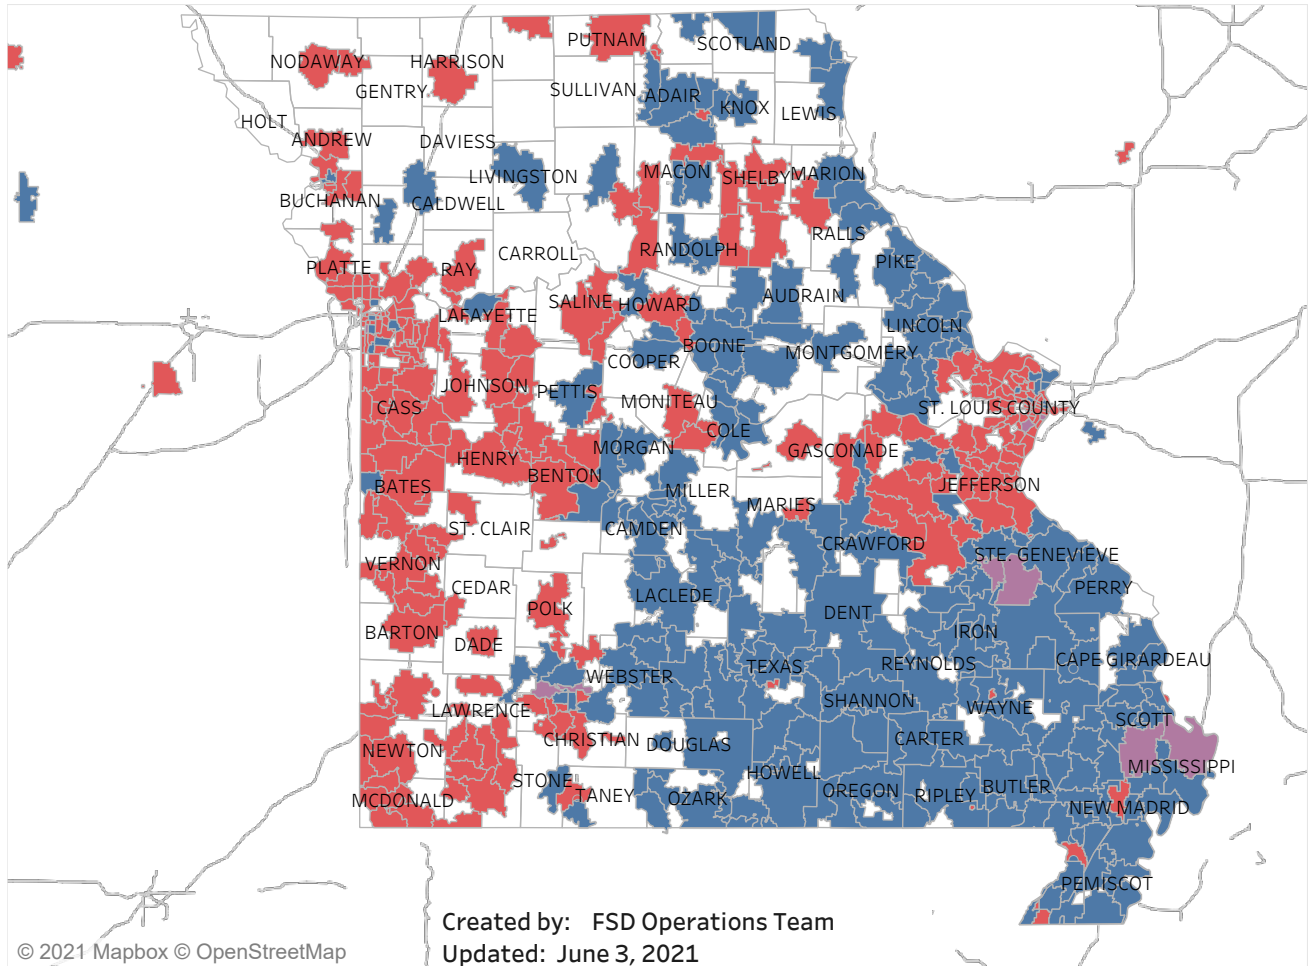 PUTNAM
SCOTLAND
NODAWAY
HARRISON
GENTRY
SULLIVAN
ADAIR
KNOX
LEWIS
HOLT
ANDREW
DAVIESS
LIVINGSTON
MACON
SHELBY
MARION
BUCHANAN
CALDWELL
RALLS
PLATTE
RAY
CARROLL
RANDOLPH
PIKE
SALINE
HOWARD
AUDRAIN
LAFAYETTE
LINCOLN
COOPER
BOONE
MONTGOMERY
JOHNSON
PETTIS
MONITEAU
CASS
ST. LOUIS COUNTY
COLE
MORGAN
GASCONADE
HENRY
BENTON
BATES
MILLER
JEFFERSON
MARIES
ST. CLAIR
CAMDEN
CRAWFORD
STE. GENEVIEVE
VERNON
CEDAR
LACLEDE
PERRY
POLK
DENT
BARTON
DADE
IRON
WEBSTER
TEXAS
REYNOLDS
CAPE GIRARDEAU
SHANNON
LAWRENCE
WAYNE
SCOTT
NEWTON
CHRISTIAN
DOUGLAS
CARTER
MISSISSIPPI
HOWELL
STONE
TANEY
OZARK
OREGON
RIPLEY
BUTLER
MCDONALD
NEW MADRID
PEMISCOT
Created by: FSD Operations Team
Updated: June 3, 2021
© 2021 Mapbox © OpenStreetMap